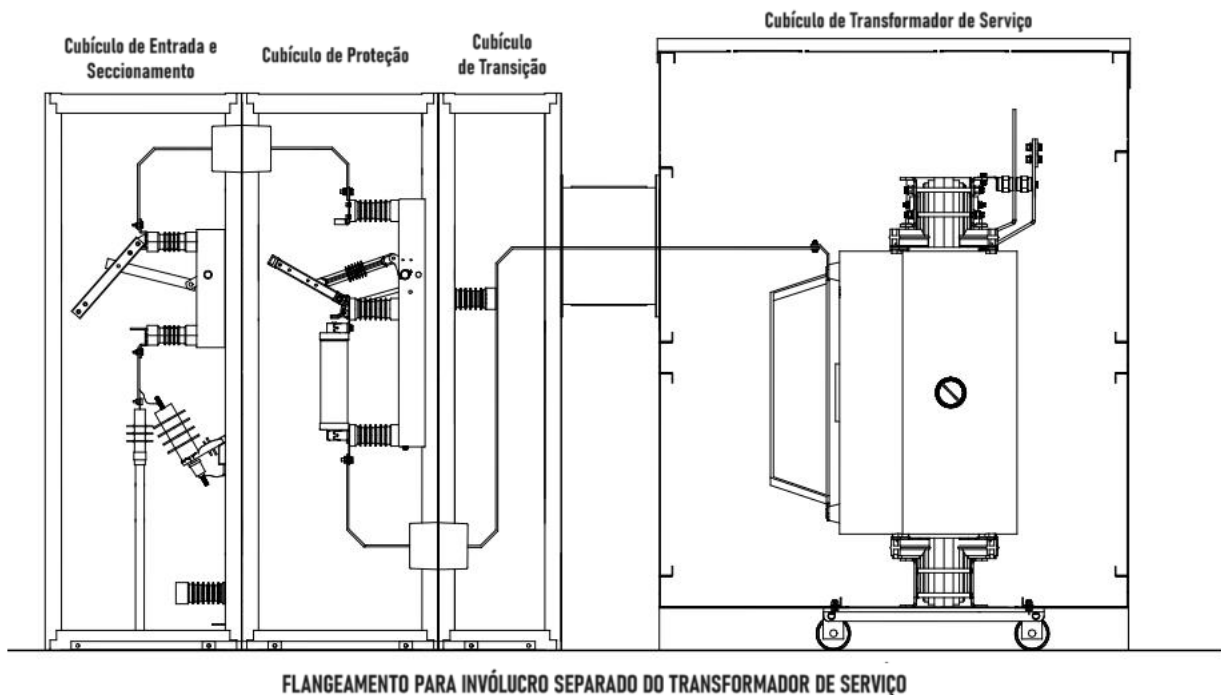 Cubículo de Transformador de Serviço
Cubículo de Entrada e
Seccionamento
Cubículo de Proteção
Cubículo
de Transição
FLANGEAMENTO PARA INVÓLUCRO SEPARADO DO TRANSFORMADOR DE SERVIÇO